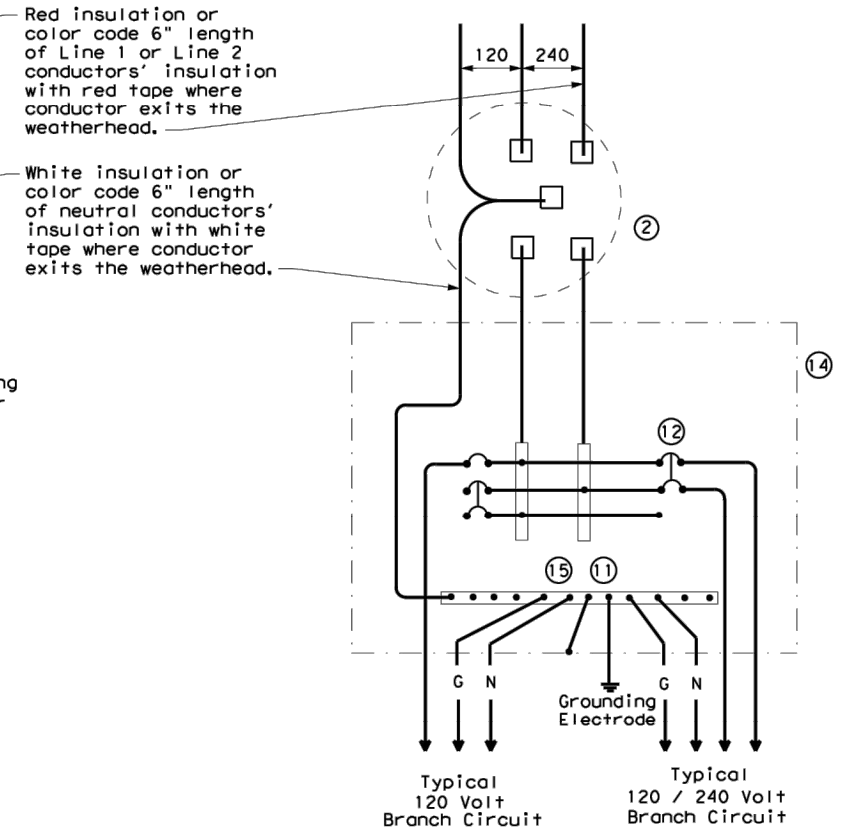 Red insulation or
color code 6" length
of Line 1 or Line 2
conductors' insulation
with red tape where
conductor exits the
weatherhead.
White insulation or
color code 6" length
of neutral conductors'
insulation with white
tape where conductor
exits the weatherhead.
ng
r
120
240
2
14
12
15
11
G
N
Grounding
Electrode
G
N
Typical
120 Volt
Branch Circuit
Typical
120 / 240 Volt
Branch Circuit